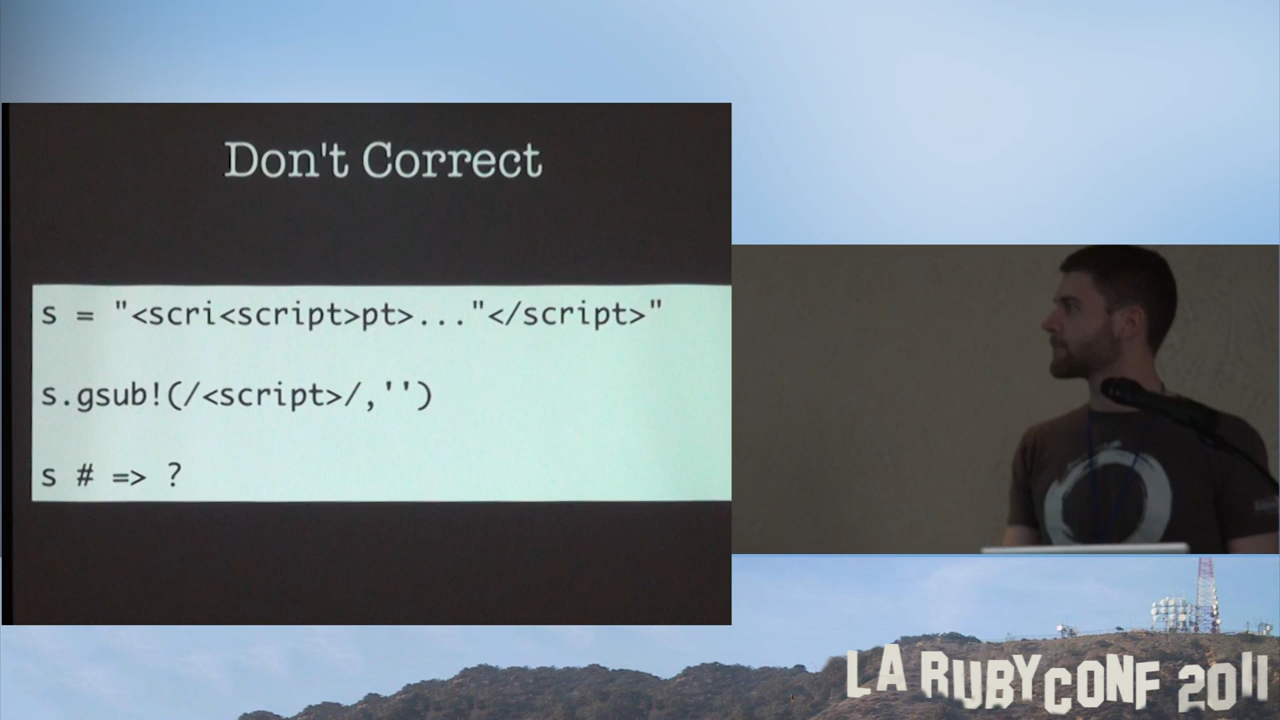 Don't Correct
s = "<scri<script>pt>..."</script>"
s.gsub!(/<script>/,'')
s # => ?
LA RUBYCONF 2011